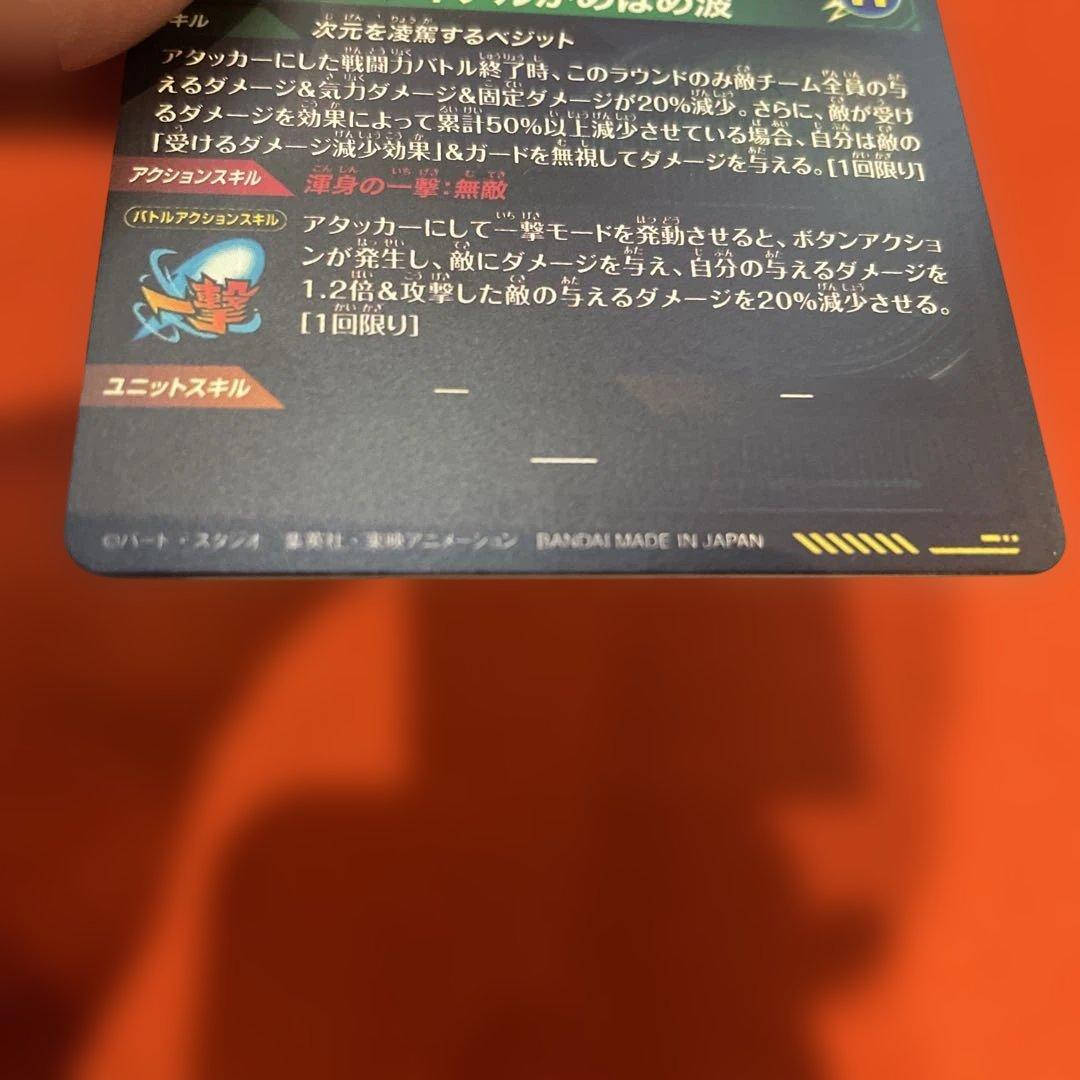 かめはめ波
キル
次元を凌駕するベジット
アタッカーにした戦闘力バトル終了時、このラウンドのみ敵チーム全員の与
えるダメージ&気力ダメージ&固定ダメージが20%減少。さらに、敵が受け
るダメージを効果によって累計50%以上減少させている場合、自分は敵の
「受けるダメージ減少効果」&ガードを無視してダメージを与える。[1回限り]
アクションスキル
渾身の一撃:無敵
バトルアクションスキル
一撃
アタッカーにして一撃モードを発動させると、ボタンアクショ
ンが発生し、敵にダメージを与え、自分の与えるダメージを
1.2倍&攻撃した敵の与えるダメージを20%減少させる。
[1回限り]
ユニットスキル
—
—
—
©バード・スタジオ 集英社・東映アニメーション BANDAI MADE IN JAPAN